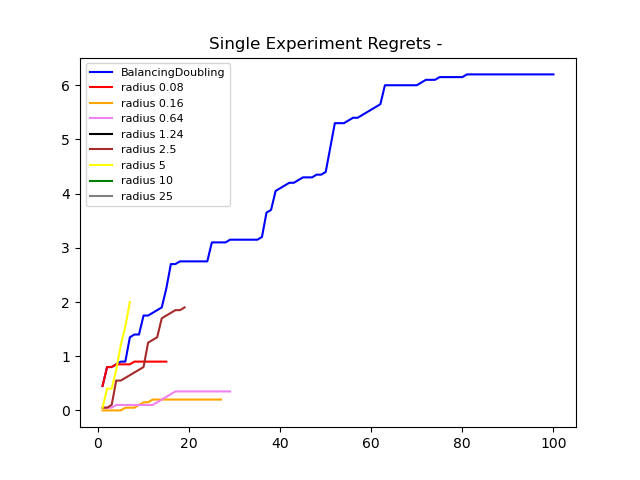 Single Experiment Regrets -
BalancingDoubling
radius 0.08
radius 0.16
radius 0.64
radius 1.24
radius 2.5
radius 5
radius 10
radius 25
6
5
4
3
2
1
0
0 20 40 60 80 100